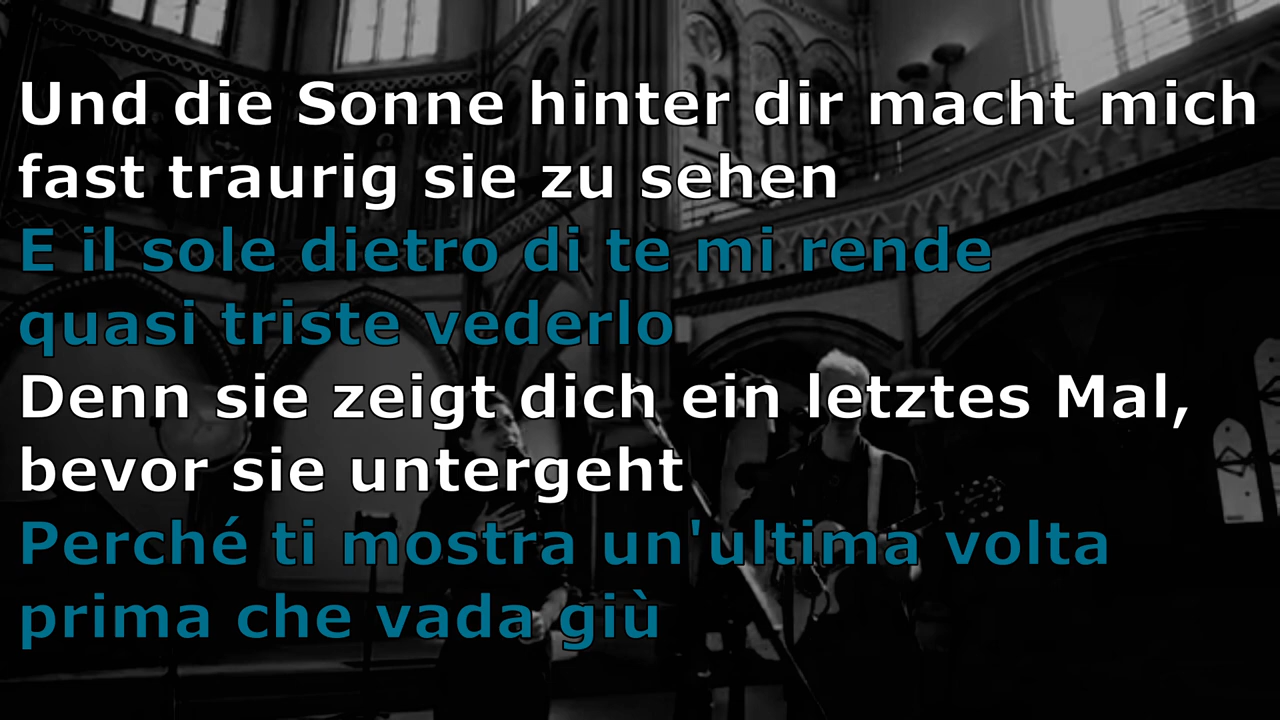 Und die Sonne hinter dir macht mich
fast traurig sie zu sehen
E il sole dietro di te mi rende
quasi triste vederlo
Denn sie zeigt dich ein letztes Mal,
bevor sie untergeht
Perché ti mostra un'ultima volta
prima che vada giù